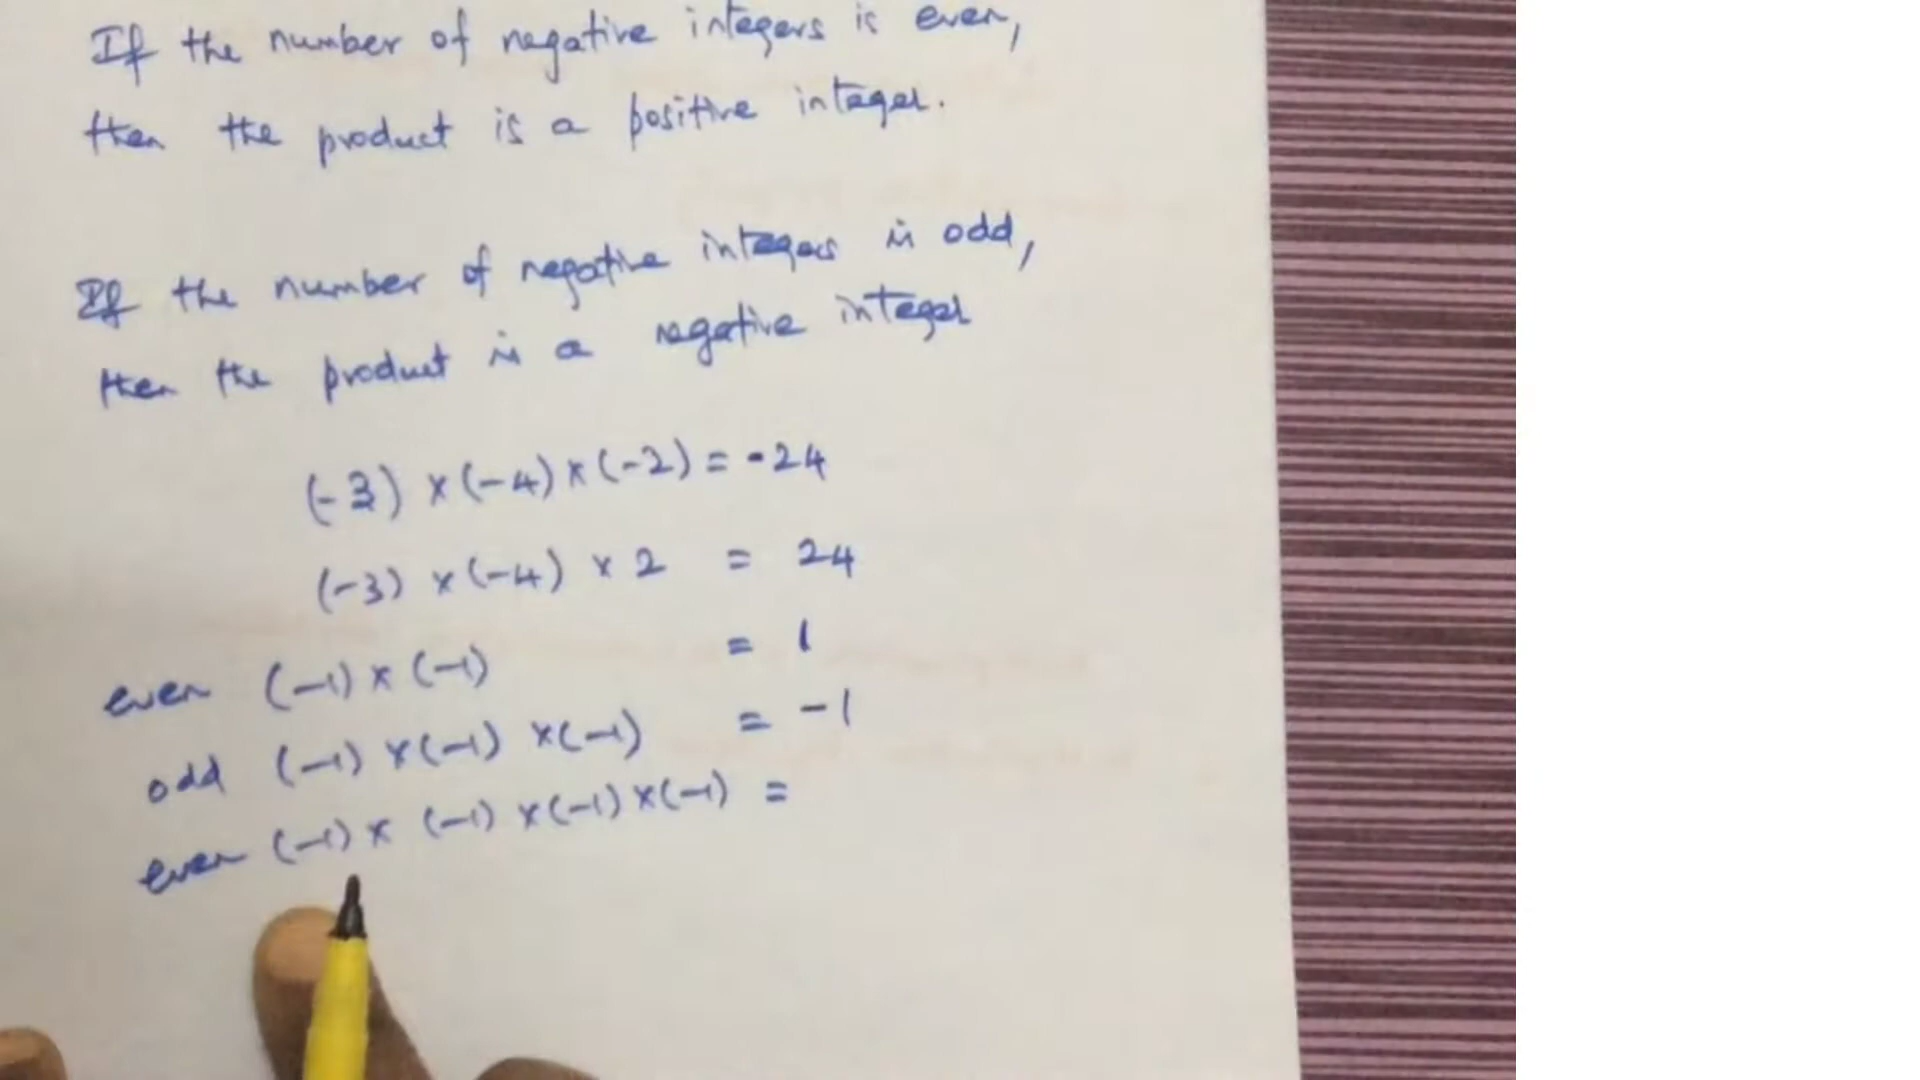 If the number of negative integers is even,
then the product is a positive integer.
If the number of negative integers is odd,
then the product is a negative integer
(-3) × (-4) × (-2) = -24
(-3) × (-4) × 2 = 24
even (-1) × (-1) = 1
odd (-1) × (-1) × (-1) = -1
even (-1) × (-1) × (-1) × (-1) =